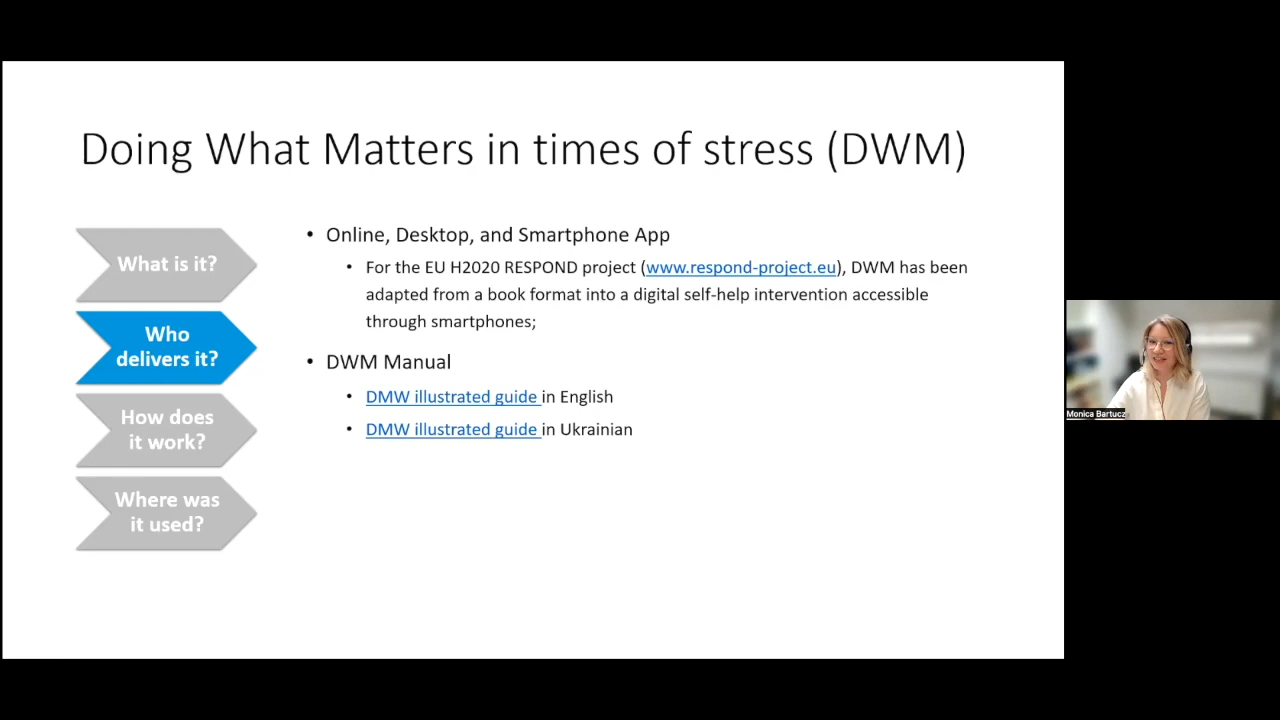 Doing What Matters in times of stress (DWM)
What is it?
Who
delivers it?
How does
it work?
Where was
it used?
• Online, Desktop, and Smartphone App
• For the EU H2020 RESPOND project (www.respond-project.eu), DWM has been
adapted from a book format into a digital self-help intervention accessible
through smartphones;
• DWM Manual
• DMW illustrated guide in English
• DMW illustrated guide in Ukrainian
Monica Bartucz